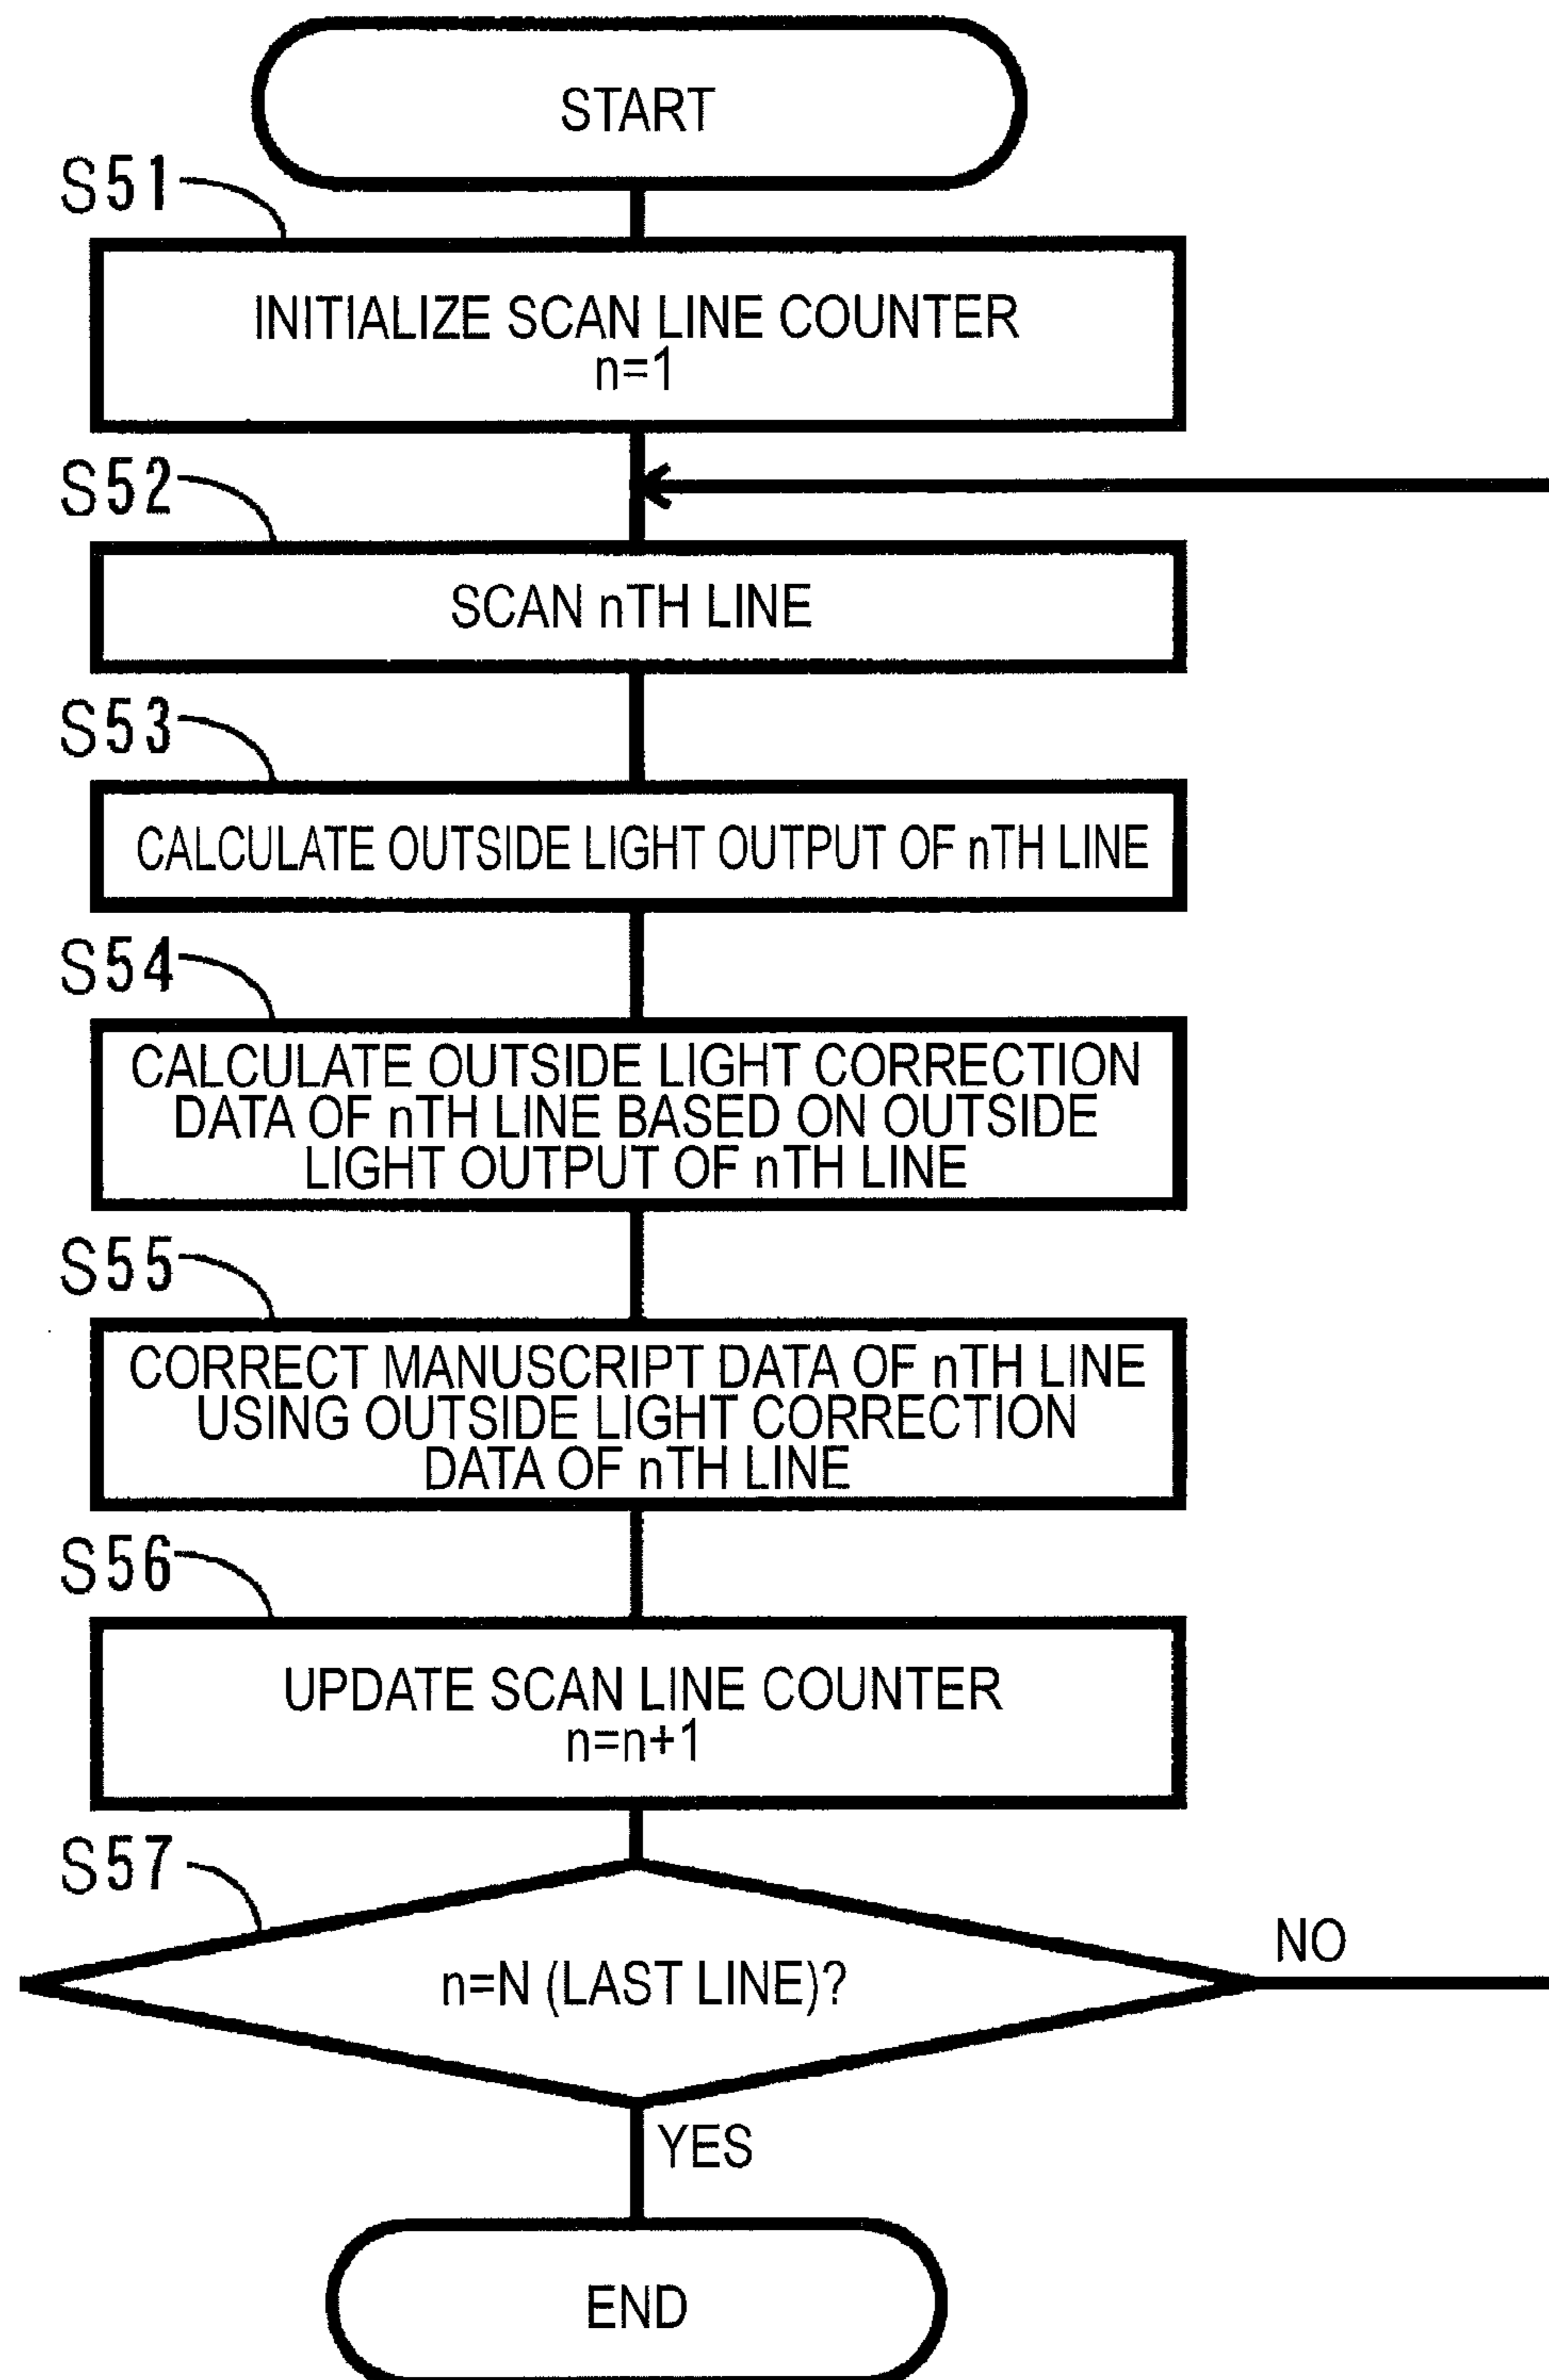 START
S51
INITIALIZE SCAN LINE COUNTER
n=1
S52
SCAN nTH LINE
S53
CALCULATE OUTSIDE LIGHT OUTPUT OF nTH LINE
S54
CALCULATE OUTSIDE LIGHT CORRECTION
DATA OF nTH LINE BASED ON OUTSIDE
LIGHT OUTPUT OF nTH LINE
S55
CORRECT MANUSCRIPT DATA OF nTH LINE
USING OUTSIDE LIGHT CORRECTION
DATA OF nTH LINE
S56
UPDATE SCAN LINE COUNTER
n=n+1
S57
n=N (LAST LINE)?
NO
YES
END